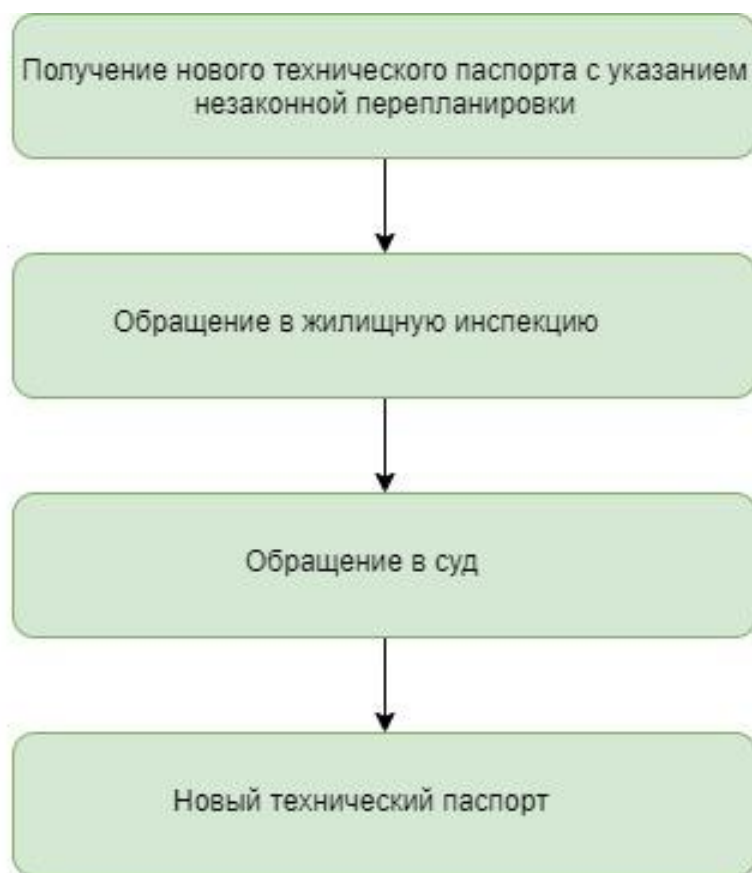 Получение нового технического паспорта с указанием
незаконной перепланировки
Обращение в жилищную инспекцию
Обращение в суд
Новый технический паспорт